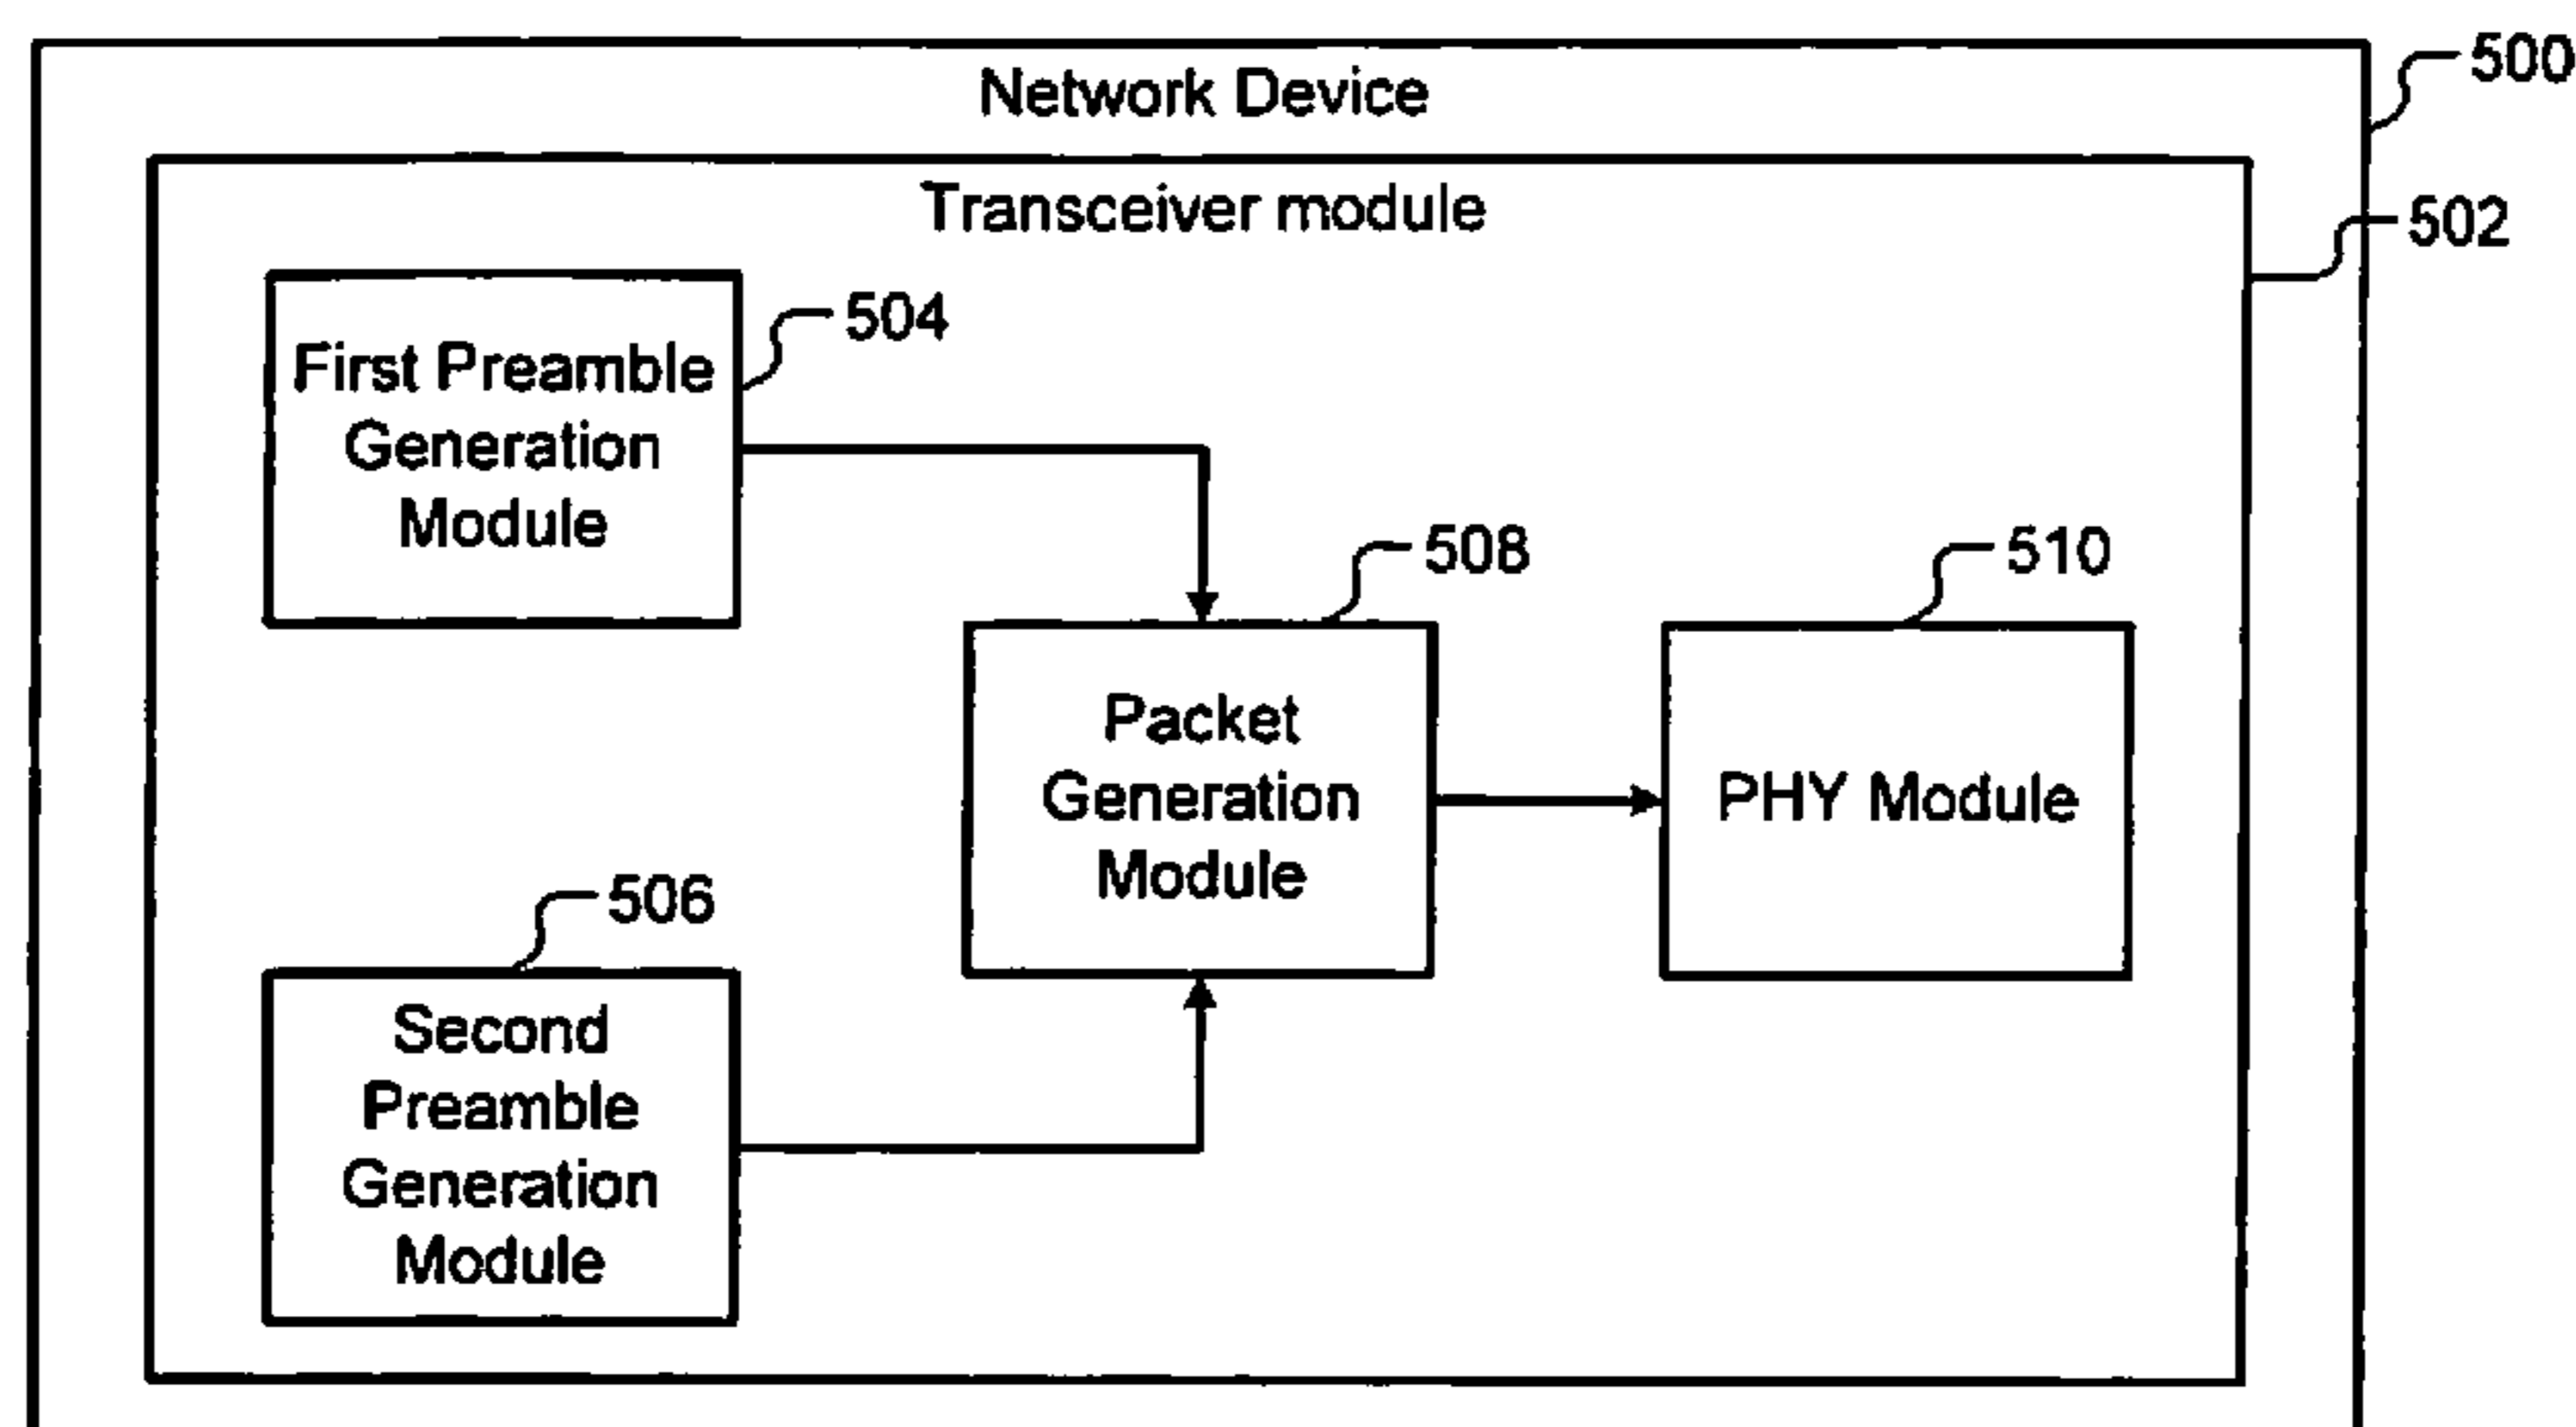 Network Device
500
Transceiver module
502
First Preamble
Generation
Module
504
Packet
Generation
Module
508
PHY Module
510
Second
Preamble
Generation
Module
506